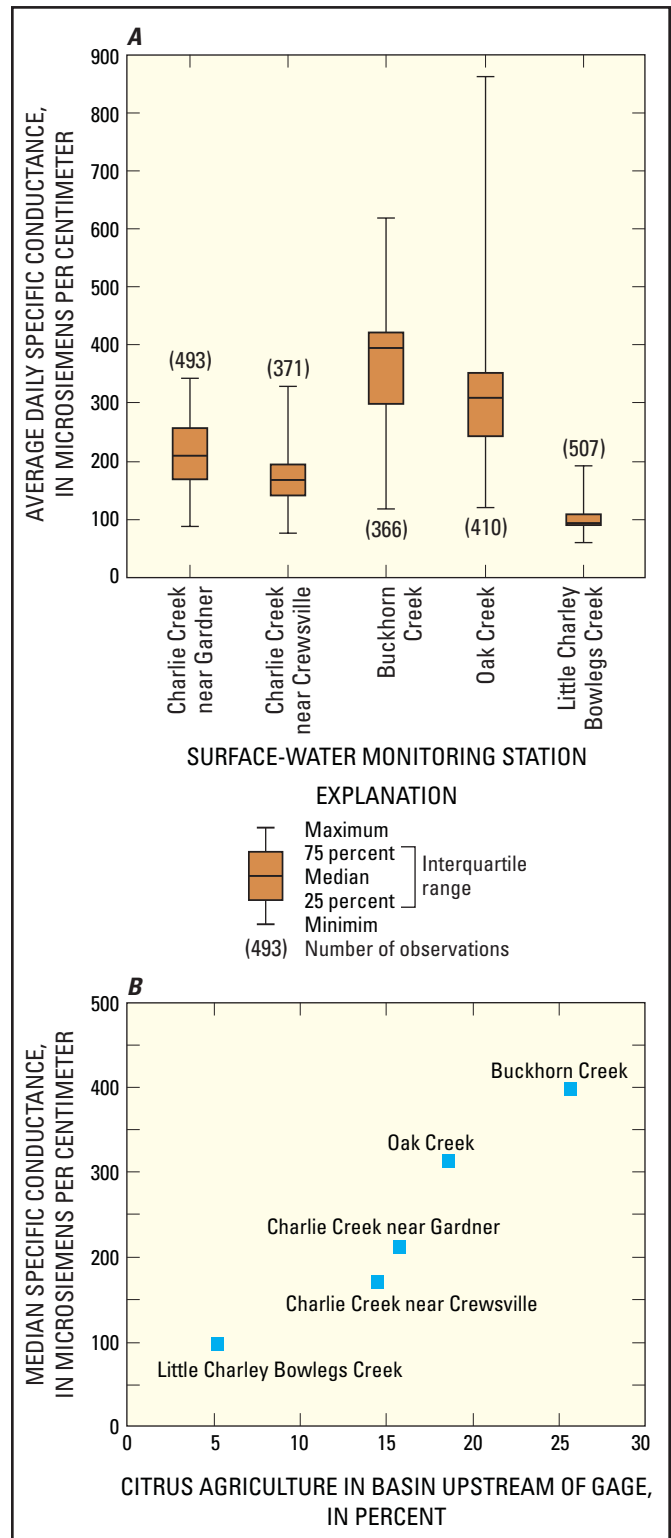 A
900
800
700
600
500
400
300
200
100
0
AVERAGE DAILY SPECIFIC CONDUCTANCE,
IN MICROSIEMENS PER CENTIMETER
(493)
(371)
(366)
(410)
(507)
Charlie Creek
near Gardner
Charlie Creek
near Crewsville
Buckhorn
Creek
Oak Creek
Little Charley
Bowlegs Creek
SURFACE-WATER MONITORING STATION
EXPLANATION
Maximum
75 percent
Median
25 percent
Interquartile
range
Minimim
(493) Number of observations
B
500
400
300
200
100
0
MEDIAN SPECIFIC CONDUCTANCE,
IN MICROSIEMENS PER CENTIMETER
Buckhorn Creek
Oak Creek
Charlie Creek near Gardner
Charlie Creek near Crewsville
Little Charley Bowlegs Creek
0 5 10 15 20 25 30
CITRUS AGRICULTURE IN BASIN UPSTREAM OF GAGE,
IN PERCENT